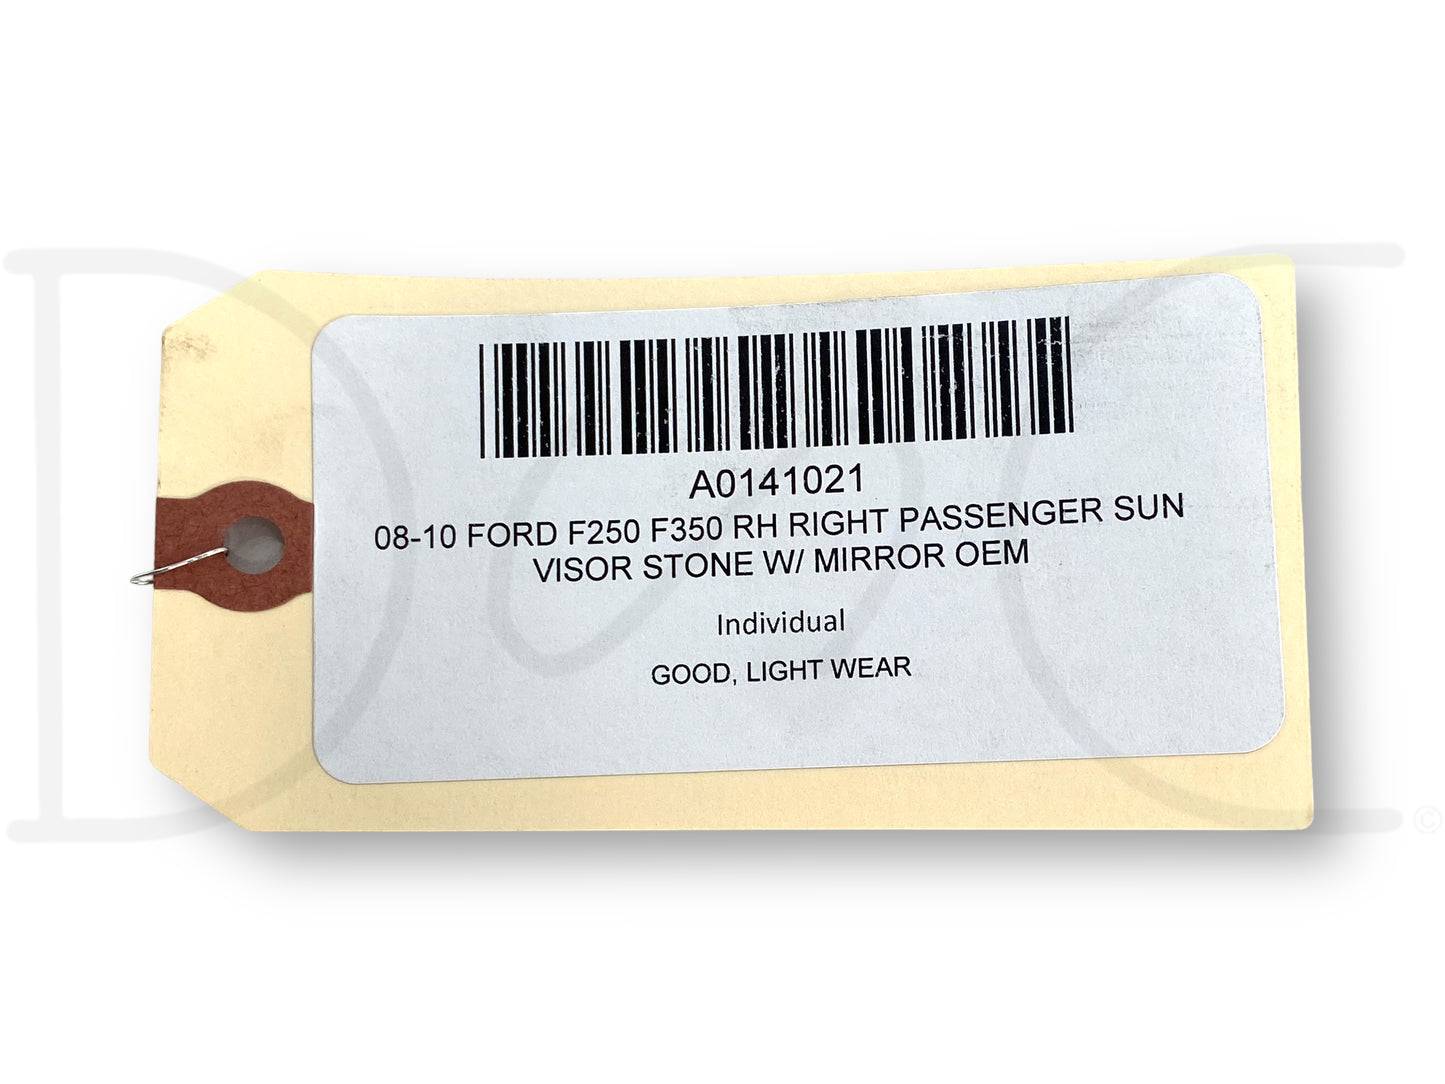 A0141021
08-10 FORD F250 F350 RH RIGHT PASSENGER SUN
VISOR STONE W/ MIRROR OEM
Individual
GOOD, LIGHT WEAR
©